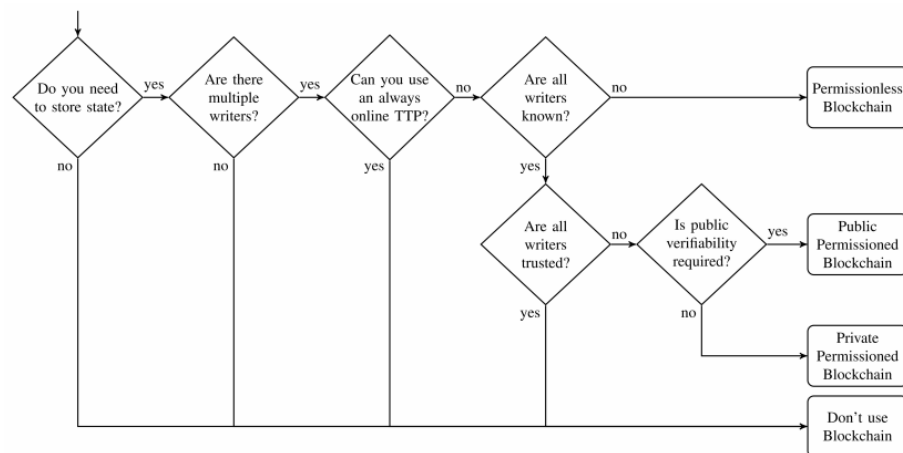 Do you need
to store state?
yes
Are there
multiple
writers?
yes
Can you use
an always
online TTP?
no
Are all
writers
known?
no
Permissionless
Blockchain
no
no
yes
yes
Are all
writers
trusted?
no
Is public
verifiability
required?
yes
Public
Permissioned
Blockchain
yes
no
Private
Permissioned
Blockchain
Don't use
Blockchain